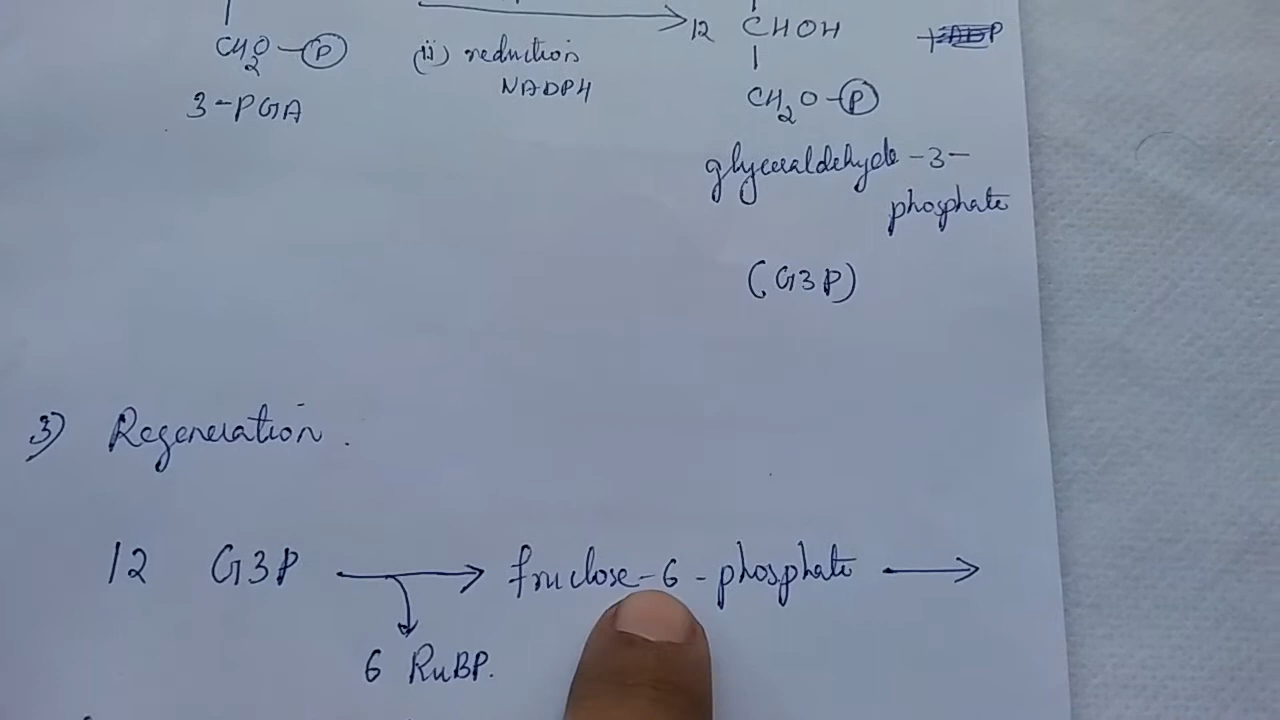 12 CHOH
CH2O-P
(ii) reduction
NADPH
3-PGA
CH2O-P
glyceraldehyde-3-
phosphate
(G3P)
3) Regeneration.
12 G3P → fructose-6-phosphate →
6 RuBP.